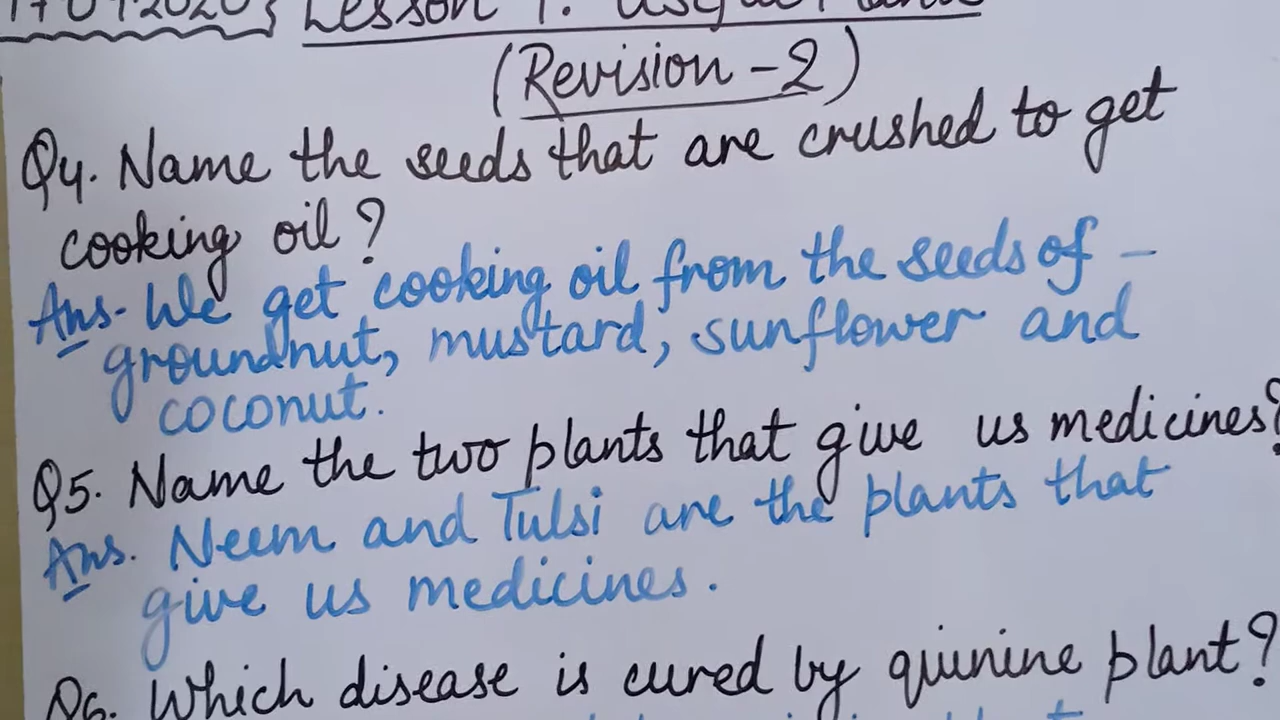 Lesson
(Revision - 2)
Q4. Name the seeds that are crushed to get
cooking oil?
Ans. We get cooking oil from the seeds of -
groundnut, mustard, sunflower and
coconut.
Q5. Name the two plants that give us medicines?
Ans. Neem and Tulsi are the plants that
give us medicines.
Q6. Which disease is cured by quinine plant?